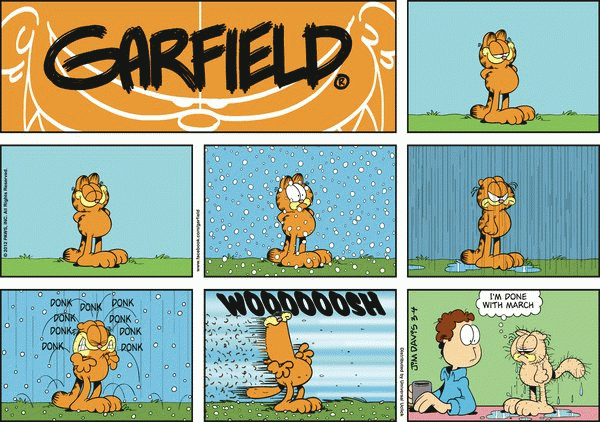 GARFIELD®
© 2012 PAWS, INC. All Rights Reserved.
www.facebook.com/garfield
DONK
DONK
DONK
DONK
DONK
DONK
DONK
DONK
DONK
WOOOOOOSH
Distributed by Universal Uclick
JIM DAVIS 3-4
I'M DONE
WITH MARCH